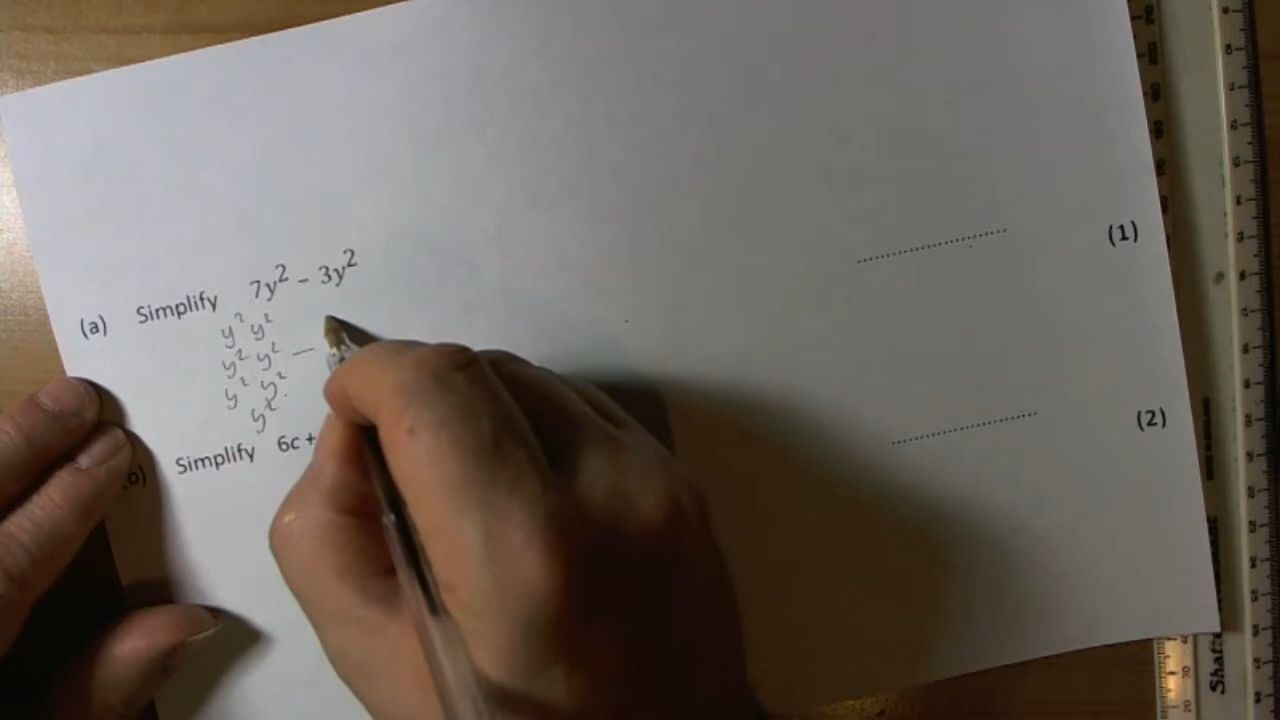 (1)
(a) Simplify 7y² – 3y²
y² y²
y² y² —
y² y²
y²
(2)
Simplify 6c +